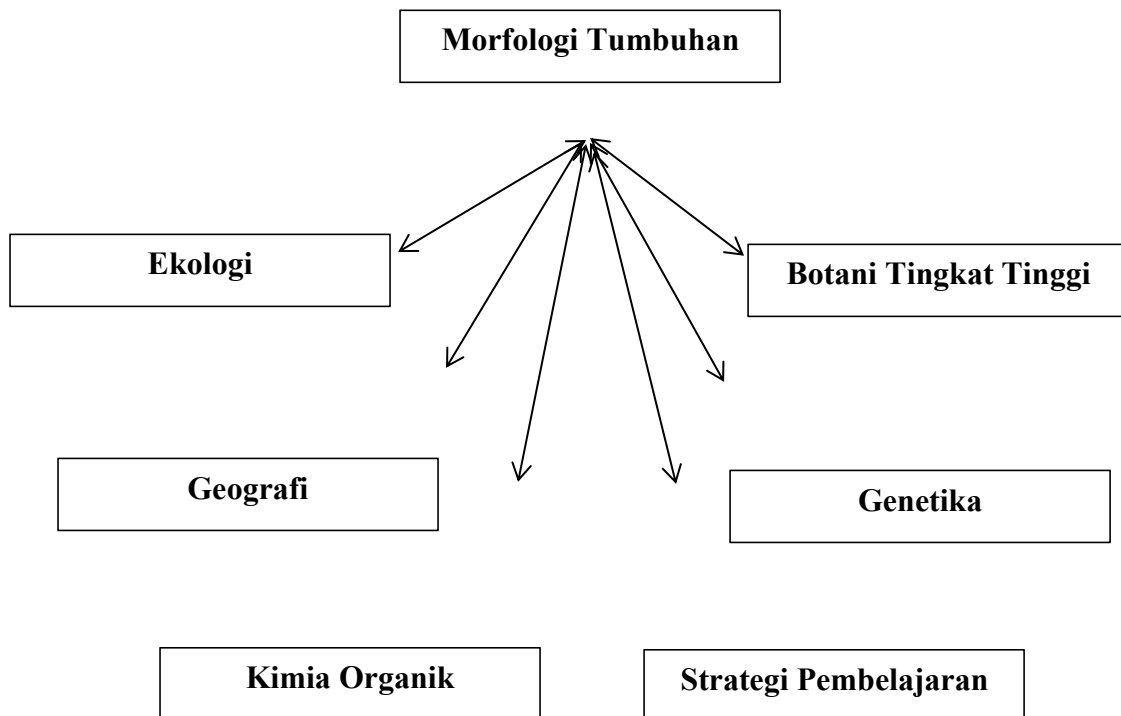 Morfologi Tumbuhan
Ekologi
Botani Tingkat Tinggi
Geografi
Genetika
Kimia Organik
Strategi Pembelajaran